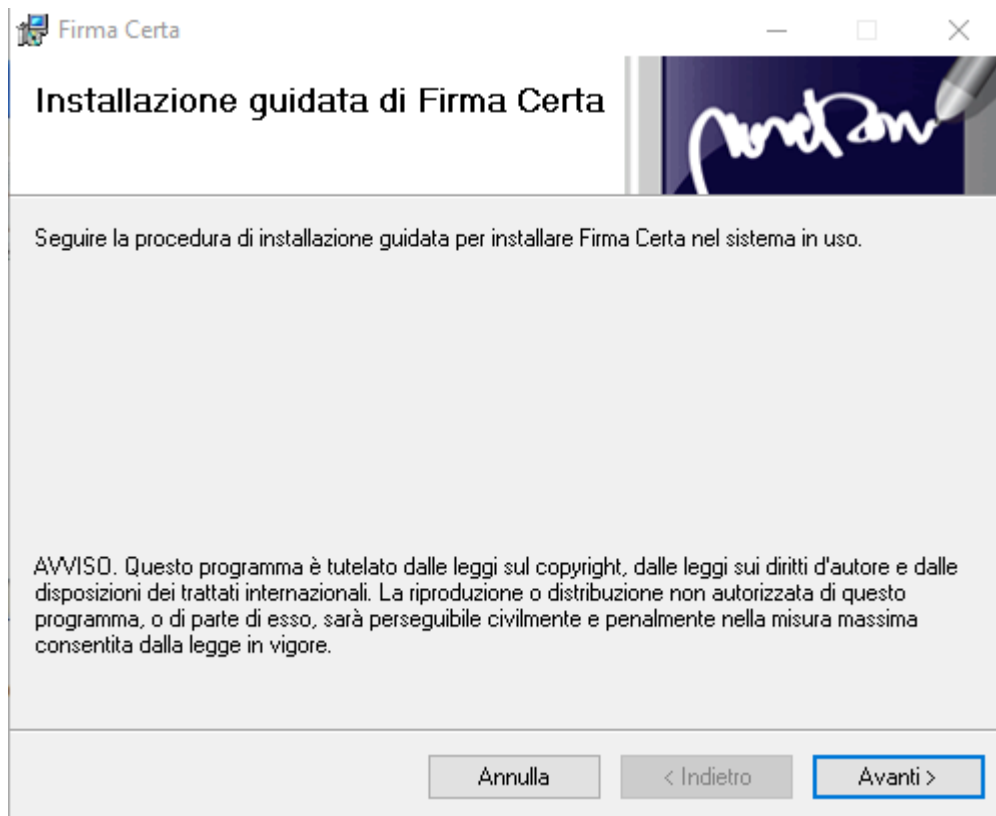 Firma Certa
Installazione guidata di Firma Certa
Seguire la procedura di installazione guidata per installare Firma Certa nel sistema in uso.
AVVISO. Questo programma è tutelato dalle leggi sul copyright, dalle leggi sui diritti d'autore e dalle
disposizioni dei trattati internazionali. La riproduzione o distribuzione non autorizzata di questo
programma, o di parte di esso, sarà perseguibile civilmente e penalmente nella misura massima
consentita dalla legge in vigore.
Annulla
< Indietro
Avanti >